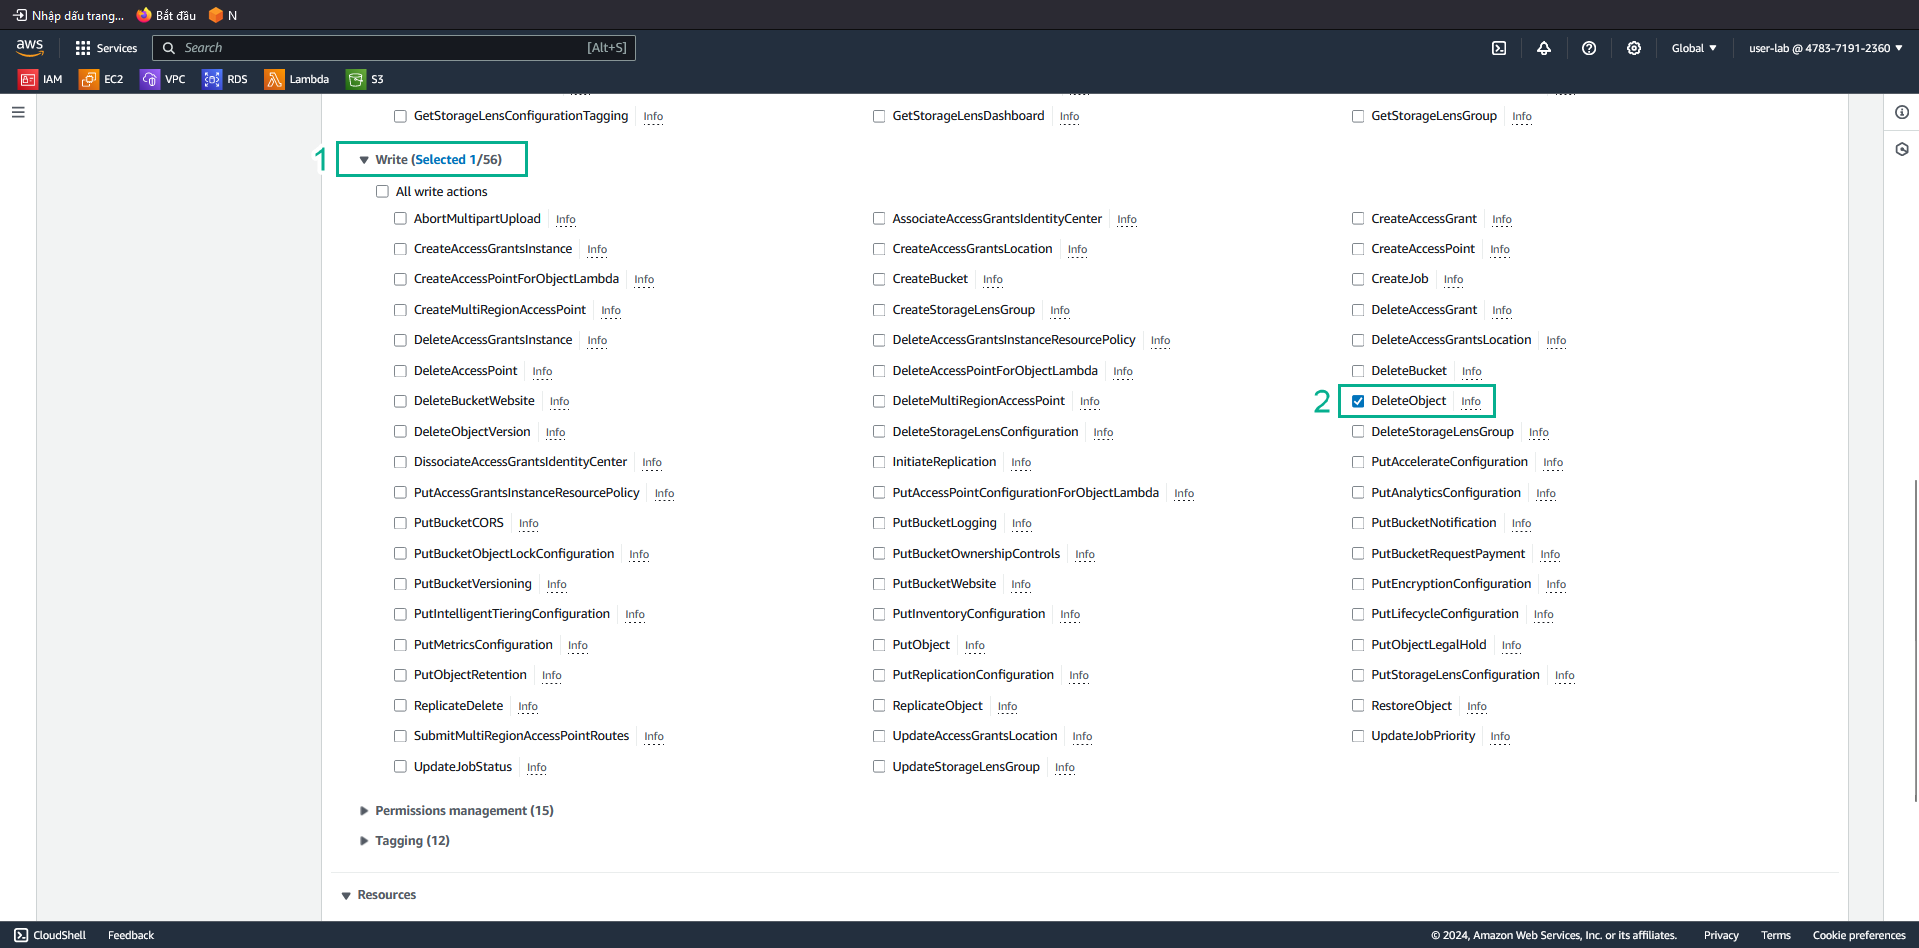 Nhập dấu trang... Bắt đầu N
aws Services Search [Alt+S] Global user-lab @ 4783-7191-2360
IAM EC2 VPC RDS Lambda S3
GetStorageLensConfigurationTagging Info GetStorageLensDashboard Info GetStorageLensGroup Info
1 Write (Selected 1/56)
All write actions
AbortMultipartUpload Info AssociateAccessGrantsIdentityCenter Info CreateAccessGrant Info
CreateAccessGrantsInstance Info CreateAccessGrantsLocation Info CreateAccessPoint Info
CreateAccessPointForObjectLambda Info CreateBucket Info CreateJob Info
CreateMultiRegionAccessPoint Info CreateStorageLensGroup Info DeleteAccessGrant Info
DeleteAccessGrantsInstance Info DeleteAccessGrantsInstanceResourcePolicy Info DeleteAccessGrantsLocation Info
DeleteAccessPoint Info DeleteAccessPointForObjectLambda Info DeleteBucket Info
DeleteBucketWebsite Info DeleteMultiRegionAccessPoint Info 2 DeleteObject Info
DeleteObjectVersion Info DeleteStorageLensConfiguration Info DeleteStorageLensGroup Info
DissociateAccessGrantsIdentityCenter Info InitiateReplication Info PutAccelerateConfiguration Info
PutAccessGrantsInstanceResourcePolicy Info PutAccessPointConfigurationForObjectLambda Info PutAnalyticsConfiguration Info
PutBucketCORS Info PutBucketLogging Info PutBucketNotification Info
PutBucketObjectLockConfiguration Info PutBucketOwnershipControls Info PutBucketRequestPayment Info
PutBucketVersioning Info PutBucketWebsite Info PutEncryptionConfiguration Info
PutIntelligentTieringConfiguration Info PutInventoryConfiguration Info PutLifecycleConfiguration Info
PutMetricsConfiguration Info PutObject Info PutObjectLegalHold Info
PutObjectRetention Info PutReplicationConfiguration Info PutStorageLensConfiguration Info
ReplicateDelete Info ReplicateObject Info RestoreObject Info
SubmitMultiRegionAccessPointRoutes Info UpdateAccessGrantsLocation Info UpdateJobPriority Info
UpdateJobStatus Info UpdateStorageLensGroup Info
Permissions management (15)
Tagging (12)
Resources
CloudShell Feedback © 2024, Amazon Web Services, Inc. or its affiliates. Privacy Terms Cookie preferences